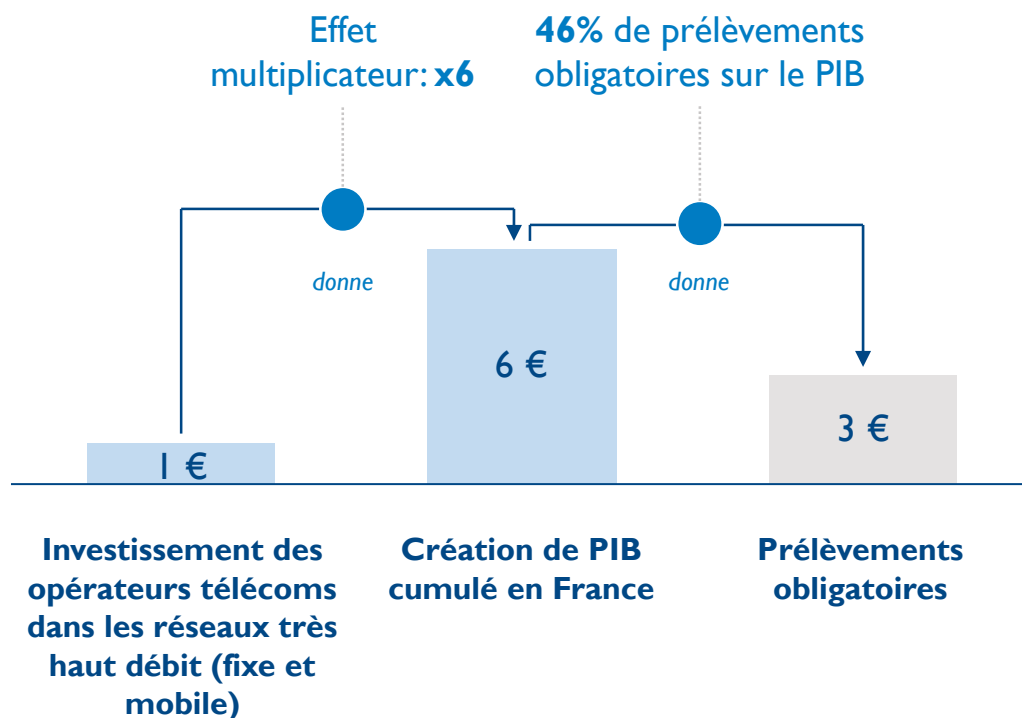 Effet
multiplicateur: x6
46% de prélèvements
obligatoires sur le PIB
donne
donne
1 €
6 €
3 €
Investissement des
opérateurs télécoms
dans les réseaux très
haut débit (fixe et
mobile)
Création de PIB
cumulé en France
Prélèvements
obligatoires